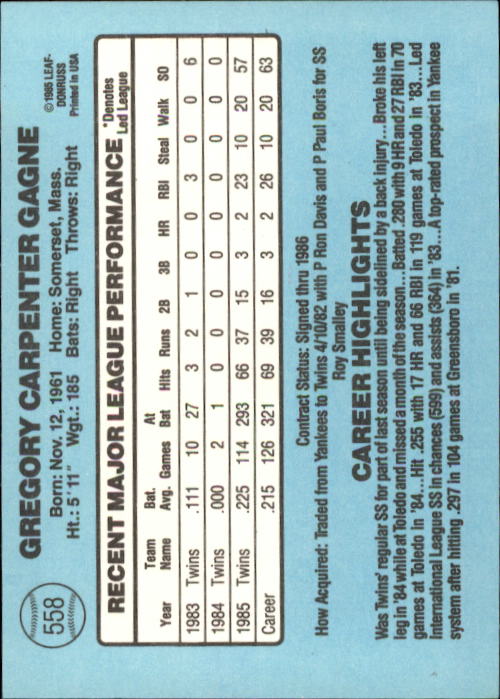 558
GREGORY CARPENTER GAGNE
Born: Nov. 12, 1961 Home: Somerset, Mass.
Ht.: 5'11" Wgt.: 185 Bats: Right Throws: Right
©1985 LEAF-
DONRUSS
Printed in USA
RECENT MAJOR LEAGUE PERFORMANCE
*Denotes
Led League
Year Team Name Bat. Avg. Games At Bat Hits Runs 2B 3B HR RBI Steal Walk SO
1983 Twins .111 10 27 3 2 1 0 0 3 0 0 6
1984 Twins .000 2 1 0 0 0 0 0 0 0 0 0
1985 Twins .225 114 293 66 37 15 3 2 23 10 20 57
Career .215 126 321 69 39 16 3 2 26 10 20 63
Contract Status: Signed thru 1986
How Acquired: Traded from Yankees to Twins 4/10/82 with P Ron Davis and P Paul Boris for SS
Roy Smalley
CAREER HIGHLIGHTS
Was Twins' regular SS for part of last season until being sidelined by a back injury... Broke his left
leg in '84 while at Toledo and missed a month of the season... Batted .280 with 9 HR and 27 RBI in 70
games at Toledo in '84...Hit .255 with 17 HR and 66 RBI in 119 games at Toledo in '83...Led
International League SS in chances (599) and assists (364) in '83...A top-rated prospect in Yankee
system after hitting .297 in 104 games at Greensboro in '81.